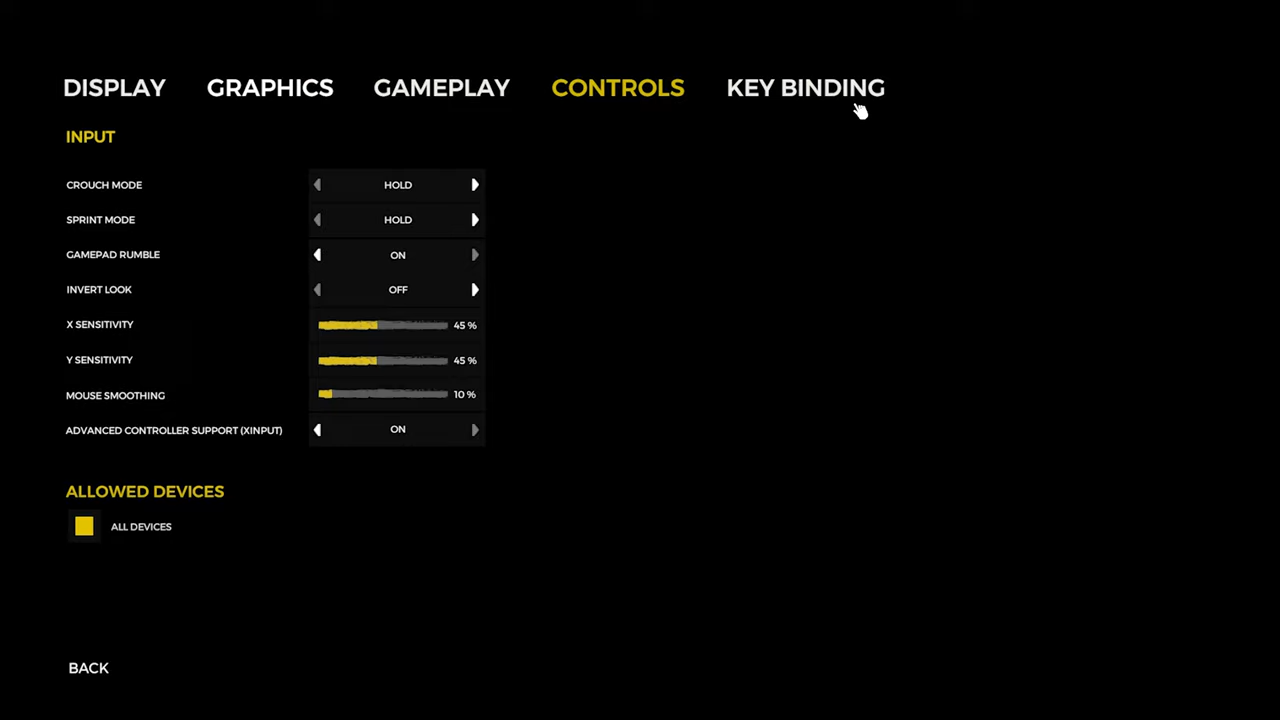 DISPLAY GRAPHICS GAMEPLAY CONTROLS KEY BINDING
INPUT
CROUCH MODE HOLD
SPRINT MODE HOLD
GAMEPAD RUMBLE ON
INVERT LOOK OFF
X SENSITIVITY 45 %
Y SENSITIVITY 45 %
MOUSE SMOOTHING 10 %
ADVANCED CONTROLLER SUPPORT (XINPUT) ON
ALLOWED DEVICES
ALL DEVICES
BACK